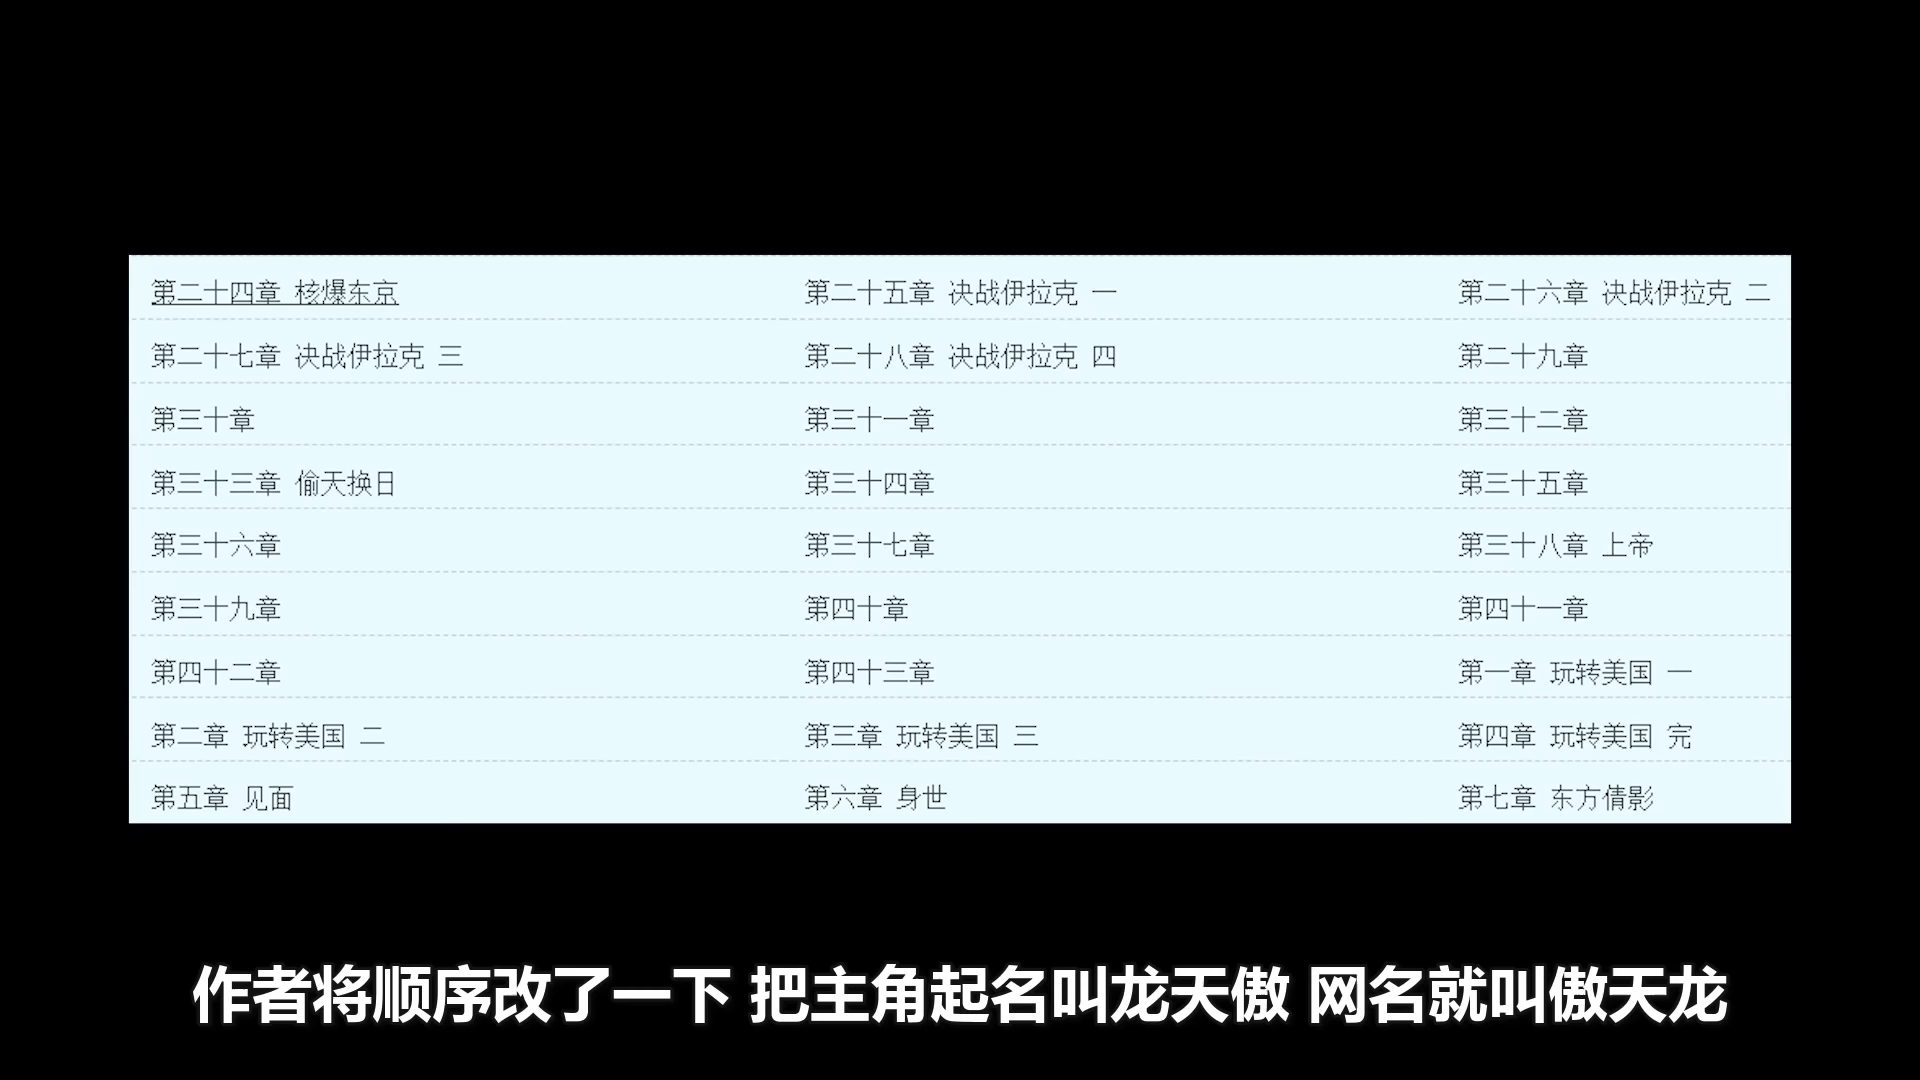 第二十四章 核爆东京 第二十五章 决战伊拉克 一 第二十六章 决战伊拉克 二
第二十七章 决战伊拉克 三 第二十八章 决战伊拉克 四 第二十九章
第三十章 第三十一章 第三十二章
第三十三章 偷天换日 第三十四章 第三十五章
第三十六章 第三十七章 第三十八章 上帝
第三十九章 第四十章 第四十一章
第四十二章 第四十三章 第一章 玩转美国 一
第二章 玩转美国 二 第三章 玩转美国 三 第四章 玩转美国 完
第五章 见面 第六章 身世 第七章 东方倩影
作者将顺序改了一下 把主角起名叫龙天傲 网名就叫傲天龙